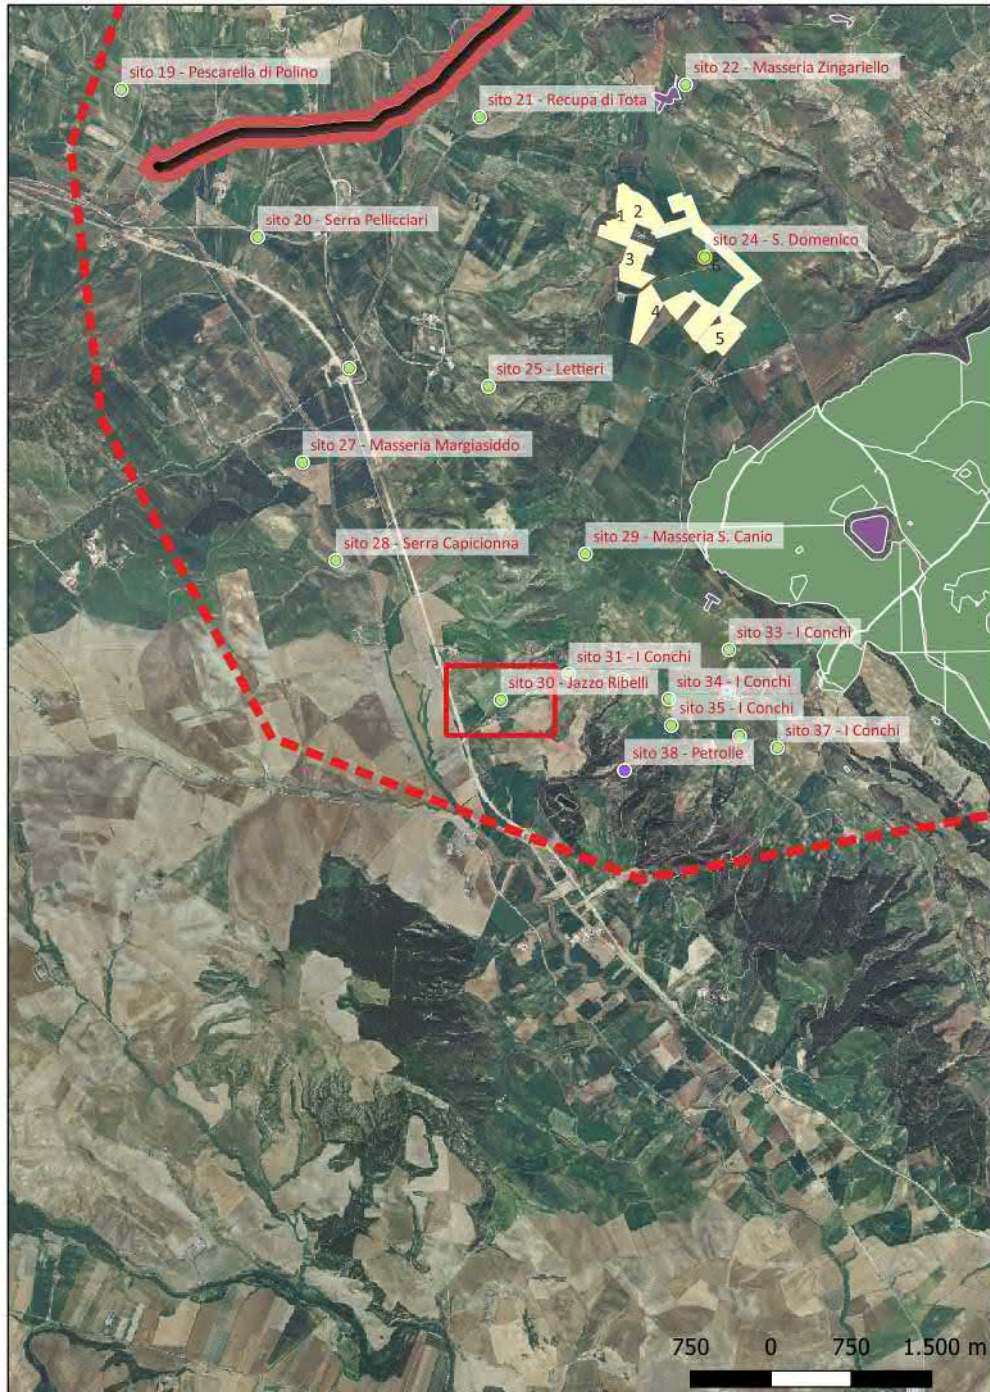 sito 19 - Pescarella di Polino
sito 22 - Masseria Zingariello
sito 21 - Recupa di Tota
1
2
sito 20 - Serra Pellicciari
sito 24 - S. Domenico
3
6
4
5
sito 25 - Lettieri
sito 27 - Masseria Margiasiddo
sito 28 - Serra Capicionna
sito 29 - Masseria S. Canio
sito 33 - I Conchi
sito 31 - I Conchi
sito 30 - Jazzo Ribelli
sito 34 - I Conchi
sito 35 - I Conchi
sito 37 - I Conchi
sito 38 - Petrolle
750 0 750 1.500 m